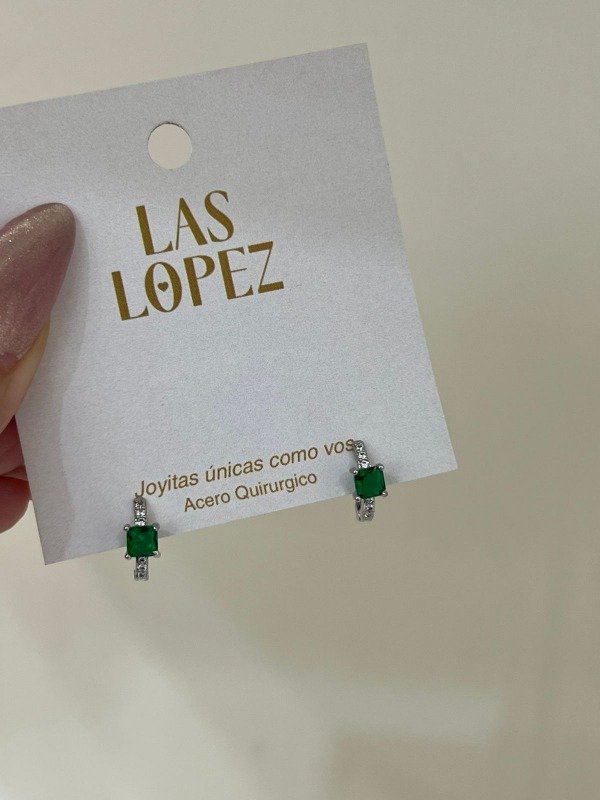 LAS
LOPEZ
Joyitas únicas como vos
Acero Quirurgico